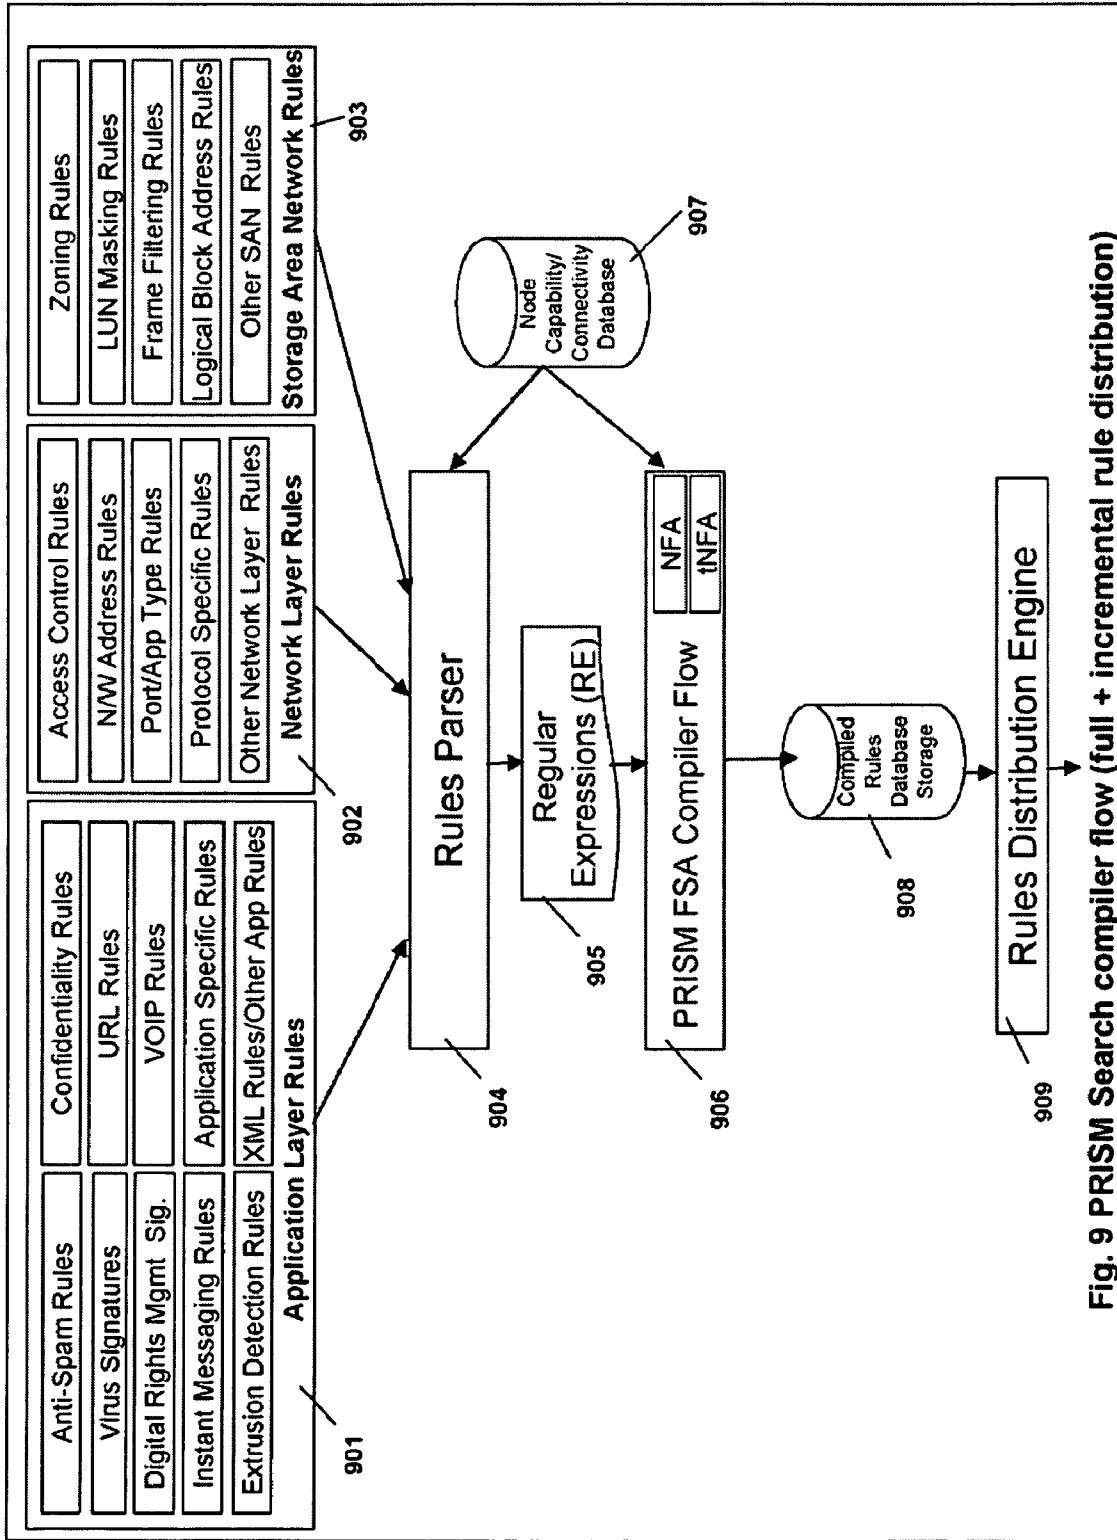 Anti-Spam Rules
Confidentiality Rules
Virus Signatures
URL Rules
Digital Rights Mgmt Sig.
VOIP Rules
Instant Messaging Rules
Application Specific Rules
Extrusion Detection Rules
XML Rules/Other App Rules
Application Layer Rules
901
Access Control Rules
N/W Address Rules
Port/App Type Rules
Protocol Specific Rules
Other Network Layer Rules
Network Layer Rules
902
Zoning Rules
LUN Masking Rules
Frame Filtering Rules
Logical Block Address Rules
Other SAN Rules
Storage Area Network Rules
903
Rules Parser
904
Regular
Expressions (RE)
905
Node
Capability/
Connectivity
Database
907
PRISM FSA Compiler Flow
NFA
tNFA
906
Compiled
Rules
Database
Storage
908
Rules Distribution Engine
909
Fig. 9 PRISM Search compiler flow (full + incremental rule distribution)